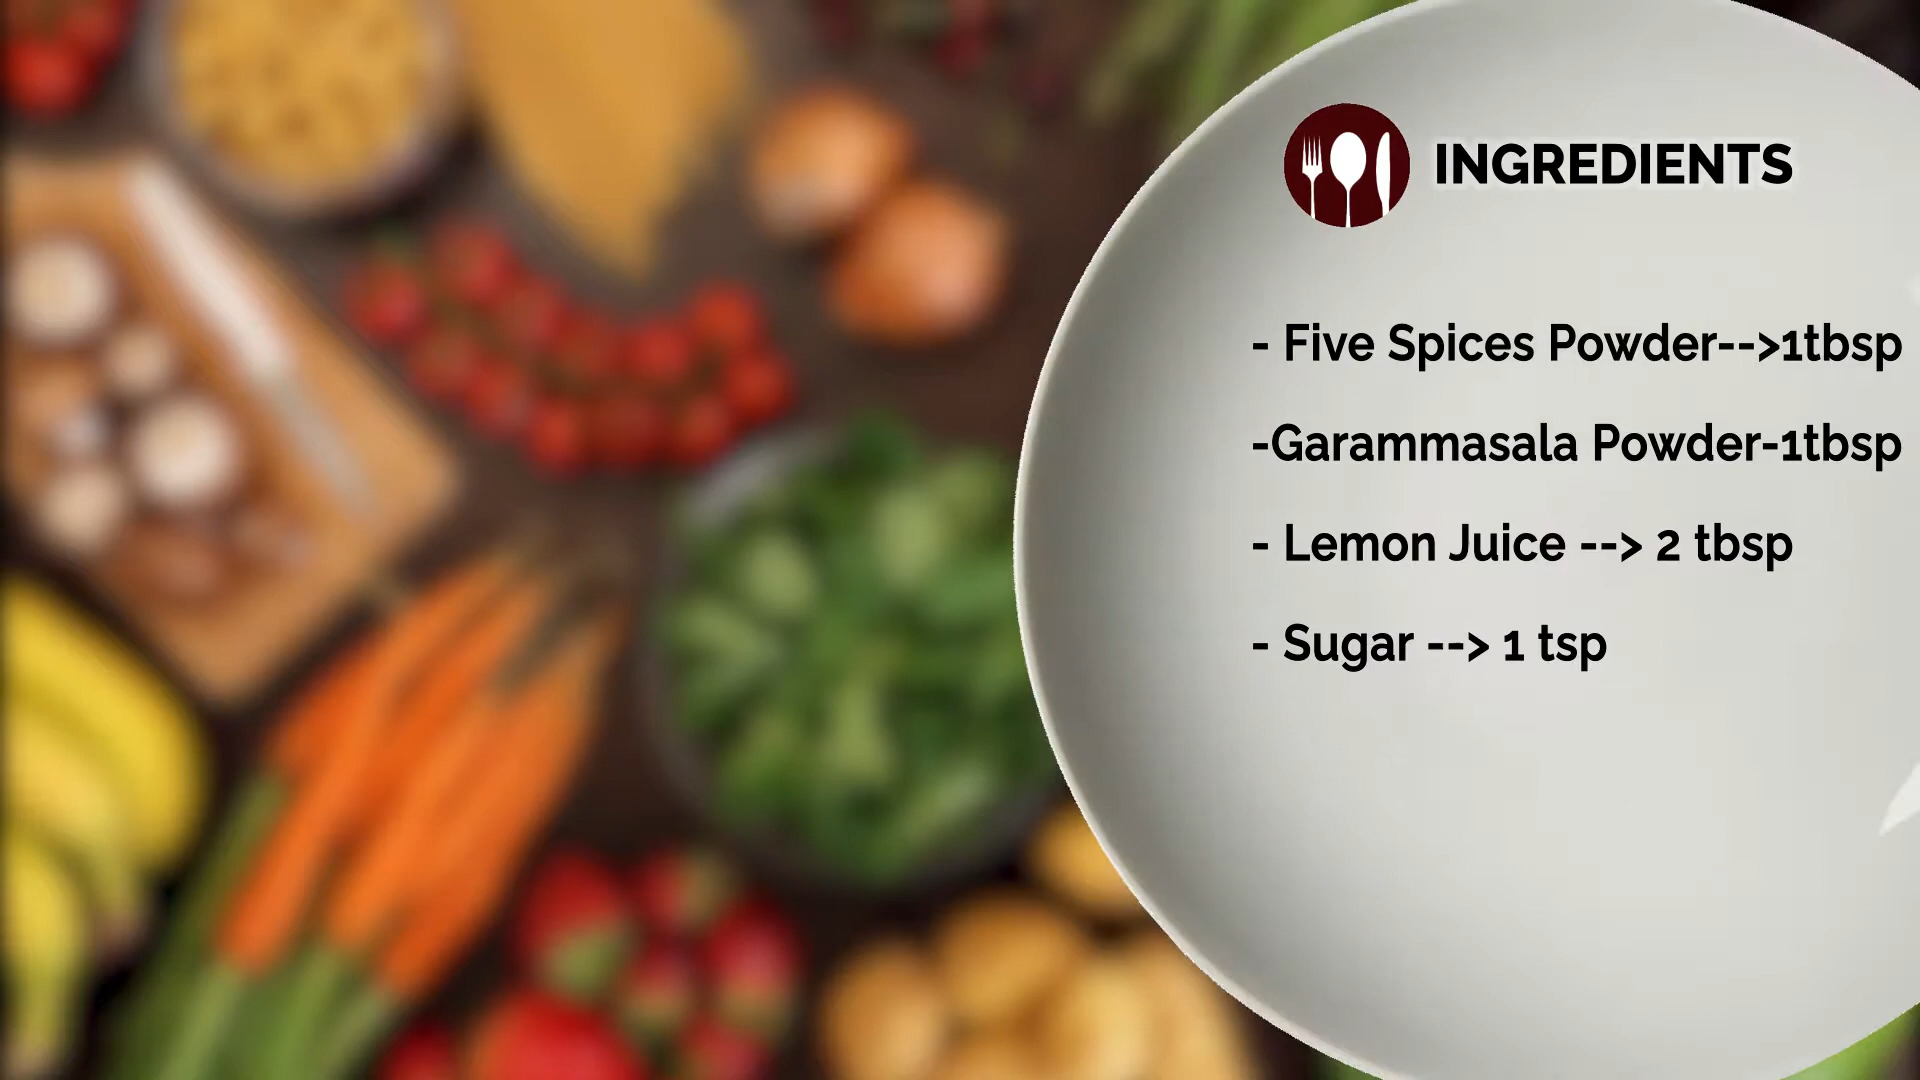 INGREDIENTS
- Five Spices Powder-->1tbsp
-Garammasala Powder-1tbsp
- Lemon Juice --> 2 tbsp
- Sugar --> 1 tsp